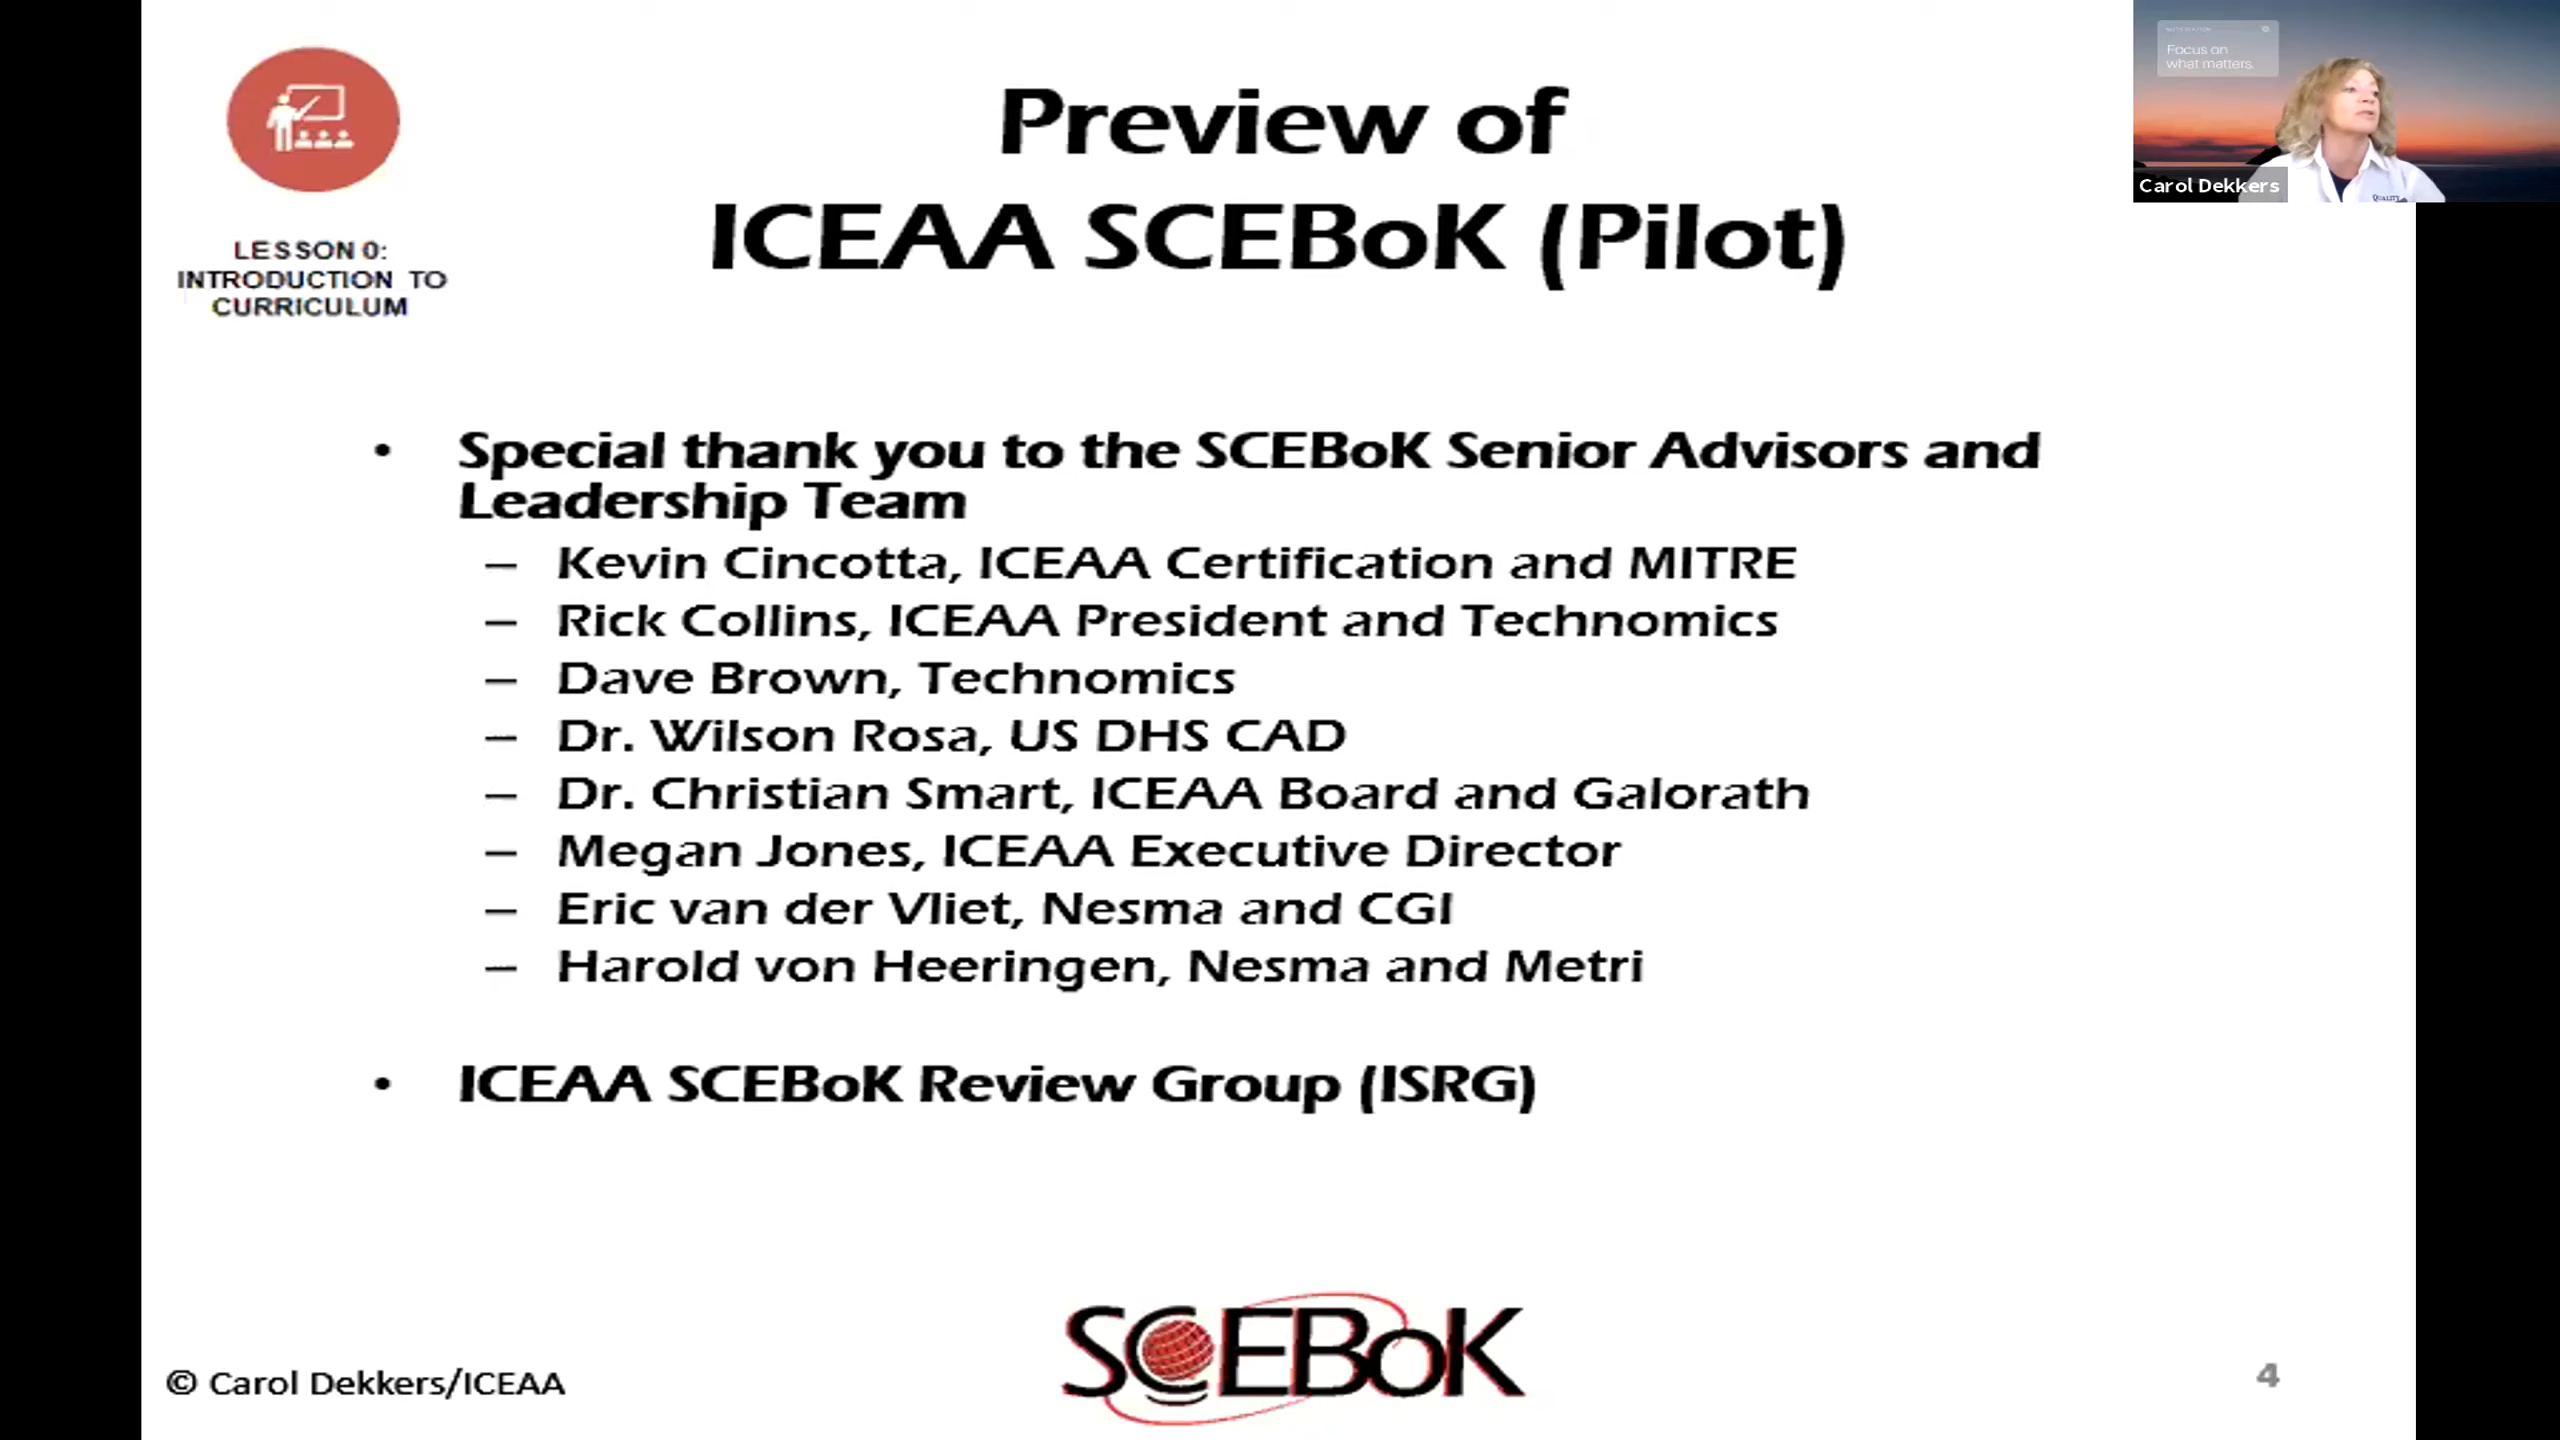 LESSON 0:
INTRODUCTION TO
CURRICULUM
Preview of
ICEAA SCEBoK (Pilot)
Focus on
what matters.
Carol Dekkers
QUALITY
• Special thank you to the SCEBoK Senior Advisors and
Leadership Team
– Kevin Cincotta, ICEAA Certification and MITRE
– Rick Collins, ICEAA President and Technomics
– Dave Brown, Technomics
– Dr. Wilson Rosa, US DHS CAD
– Dr. Christian Smart, ICEAA Board and Galorath
– Megan Jones, ICEAA Executive Director
– Eric van der Vliet, Nesma and CGI
– Harold von Heeringen, Nesma and Metri
• ICEAA SCEBoK Review Group (ISRG)
© Carol Dekkers/ICEAA
SCEBoK
4